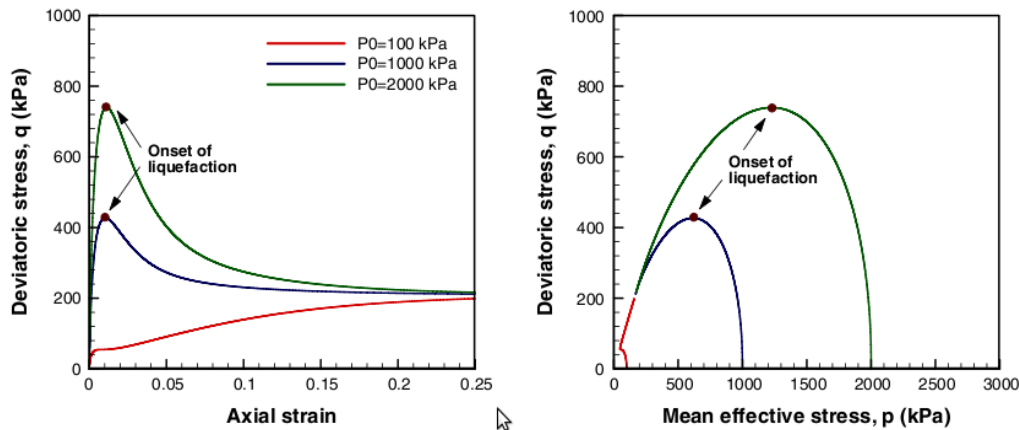 1000
800
600
400
200
0
Deviatoric stress, q (kPa)
P0=100 kPa
P0=1000 kPa
P0=2000 kPa
Onset of
liquefaction
0
0.05
0.1
0.15
0.2
0.25
Axial strain
1000
800
600
400
200
0
Deviatoric stress, q (kPa)
Onset of
liquefaction
0
500
1000
1500
2000
2500
3000
Mean effective stress, p (kPa)